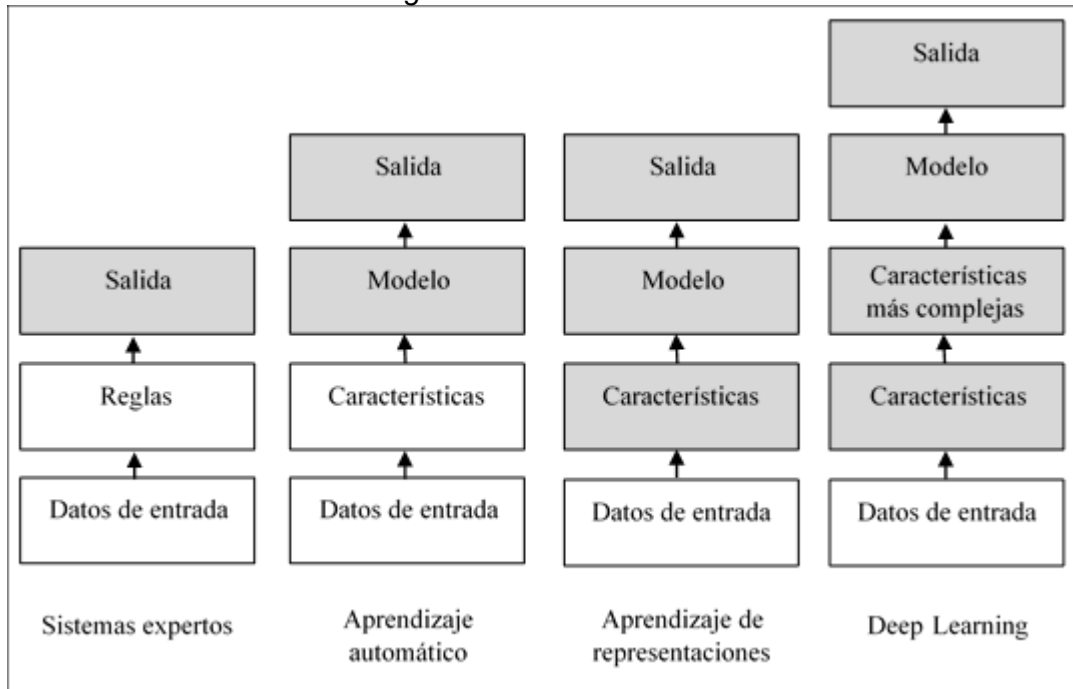 Salida
Reglas
Datos de entrada
Sistemas expertos
Salida
Modelo
Características
Datos de entrada
Aprendizaje
automático
Salida
Modelo
Características
Datos de entrada
Aprendizaje de
representaciones
Salida
Modelo
Características
más complejas
Características
Datos de entrada
Deep Learning